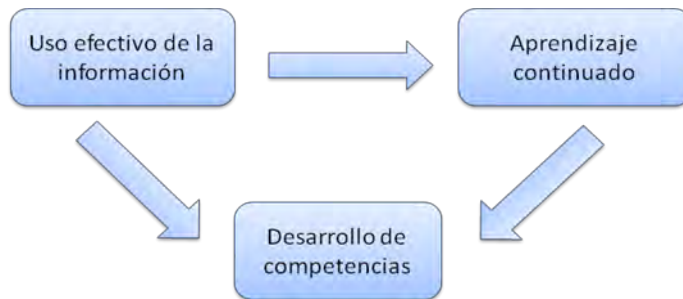 Uso efectivo de la
información
Aprendizaje
continuado
Desarrollo de
competencias